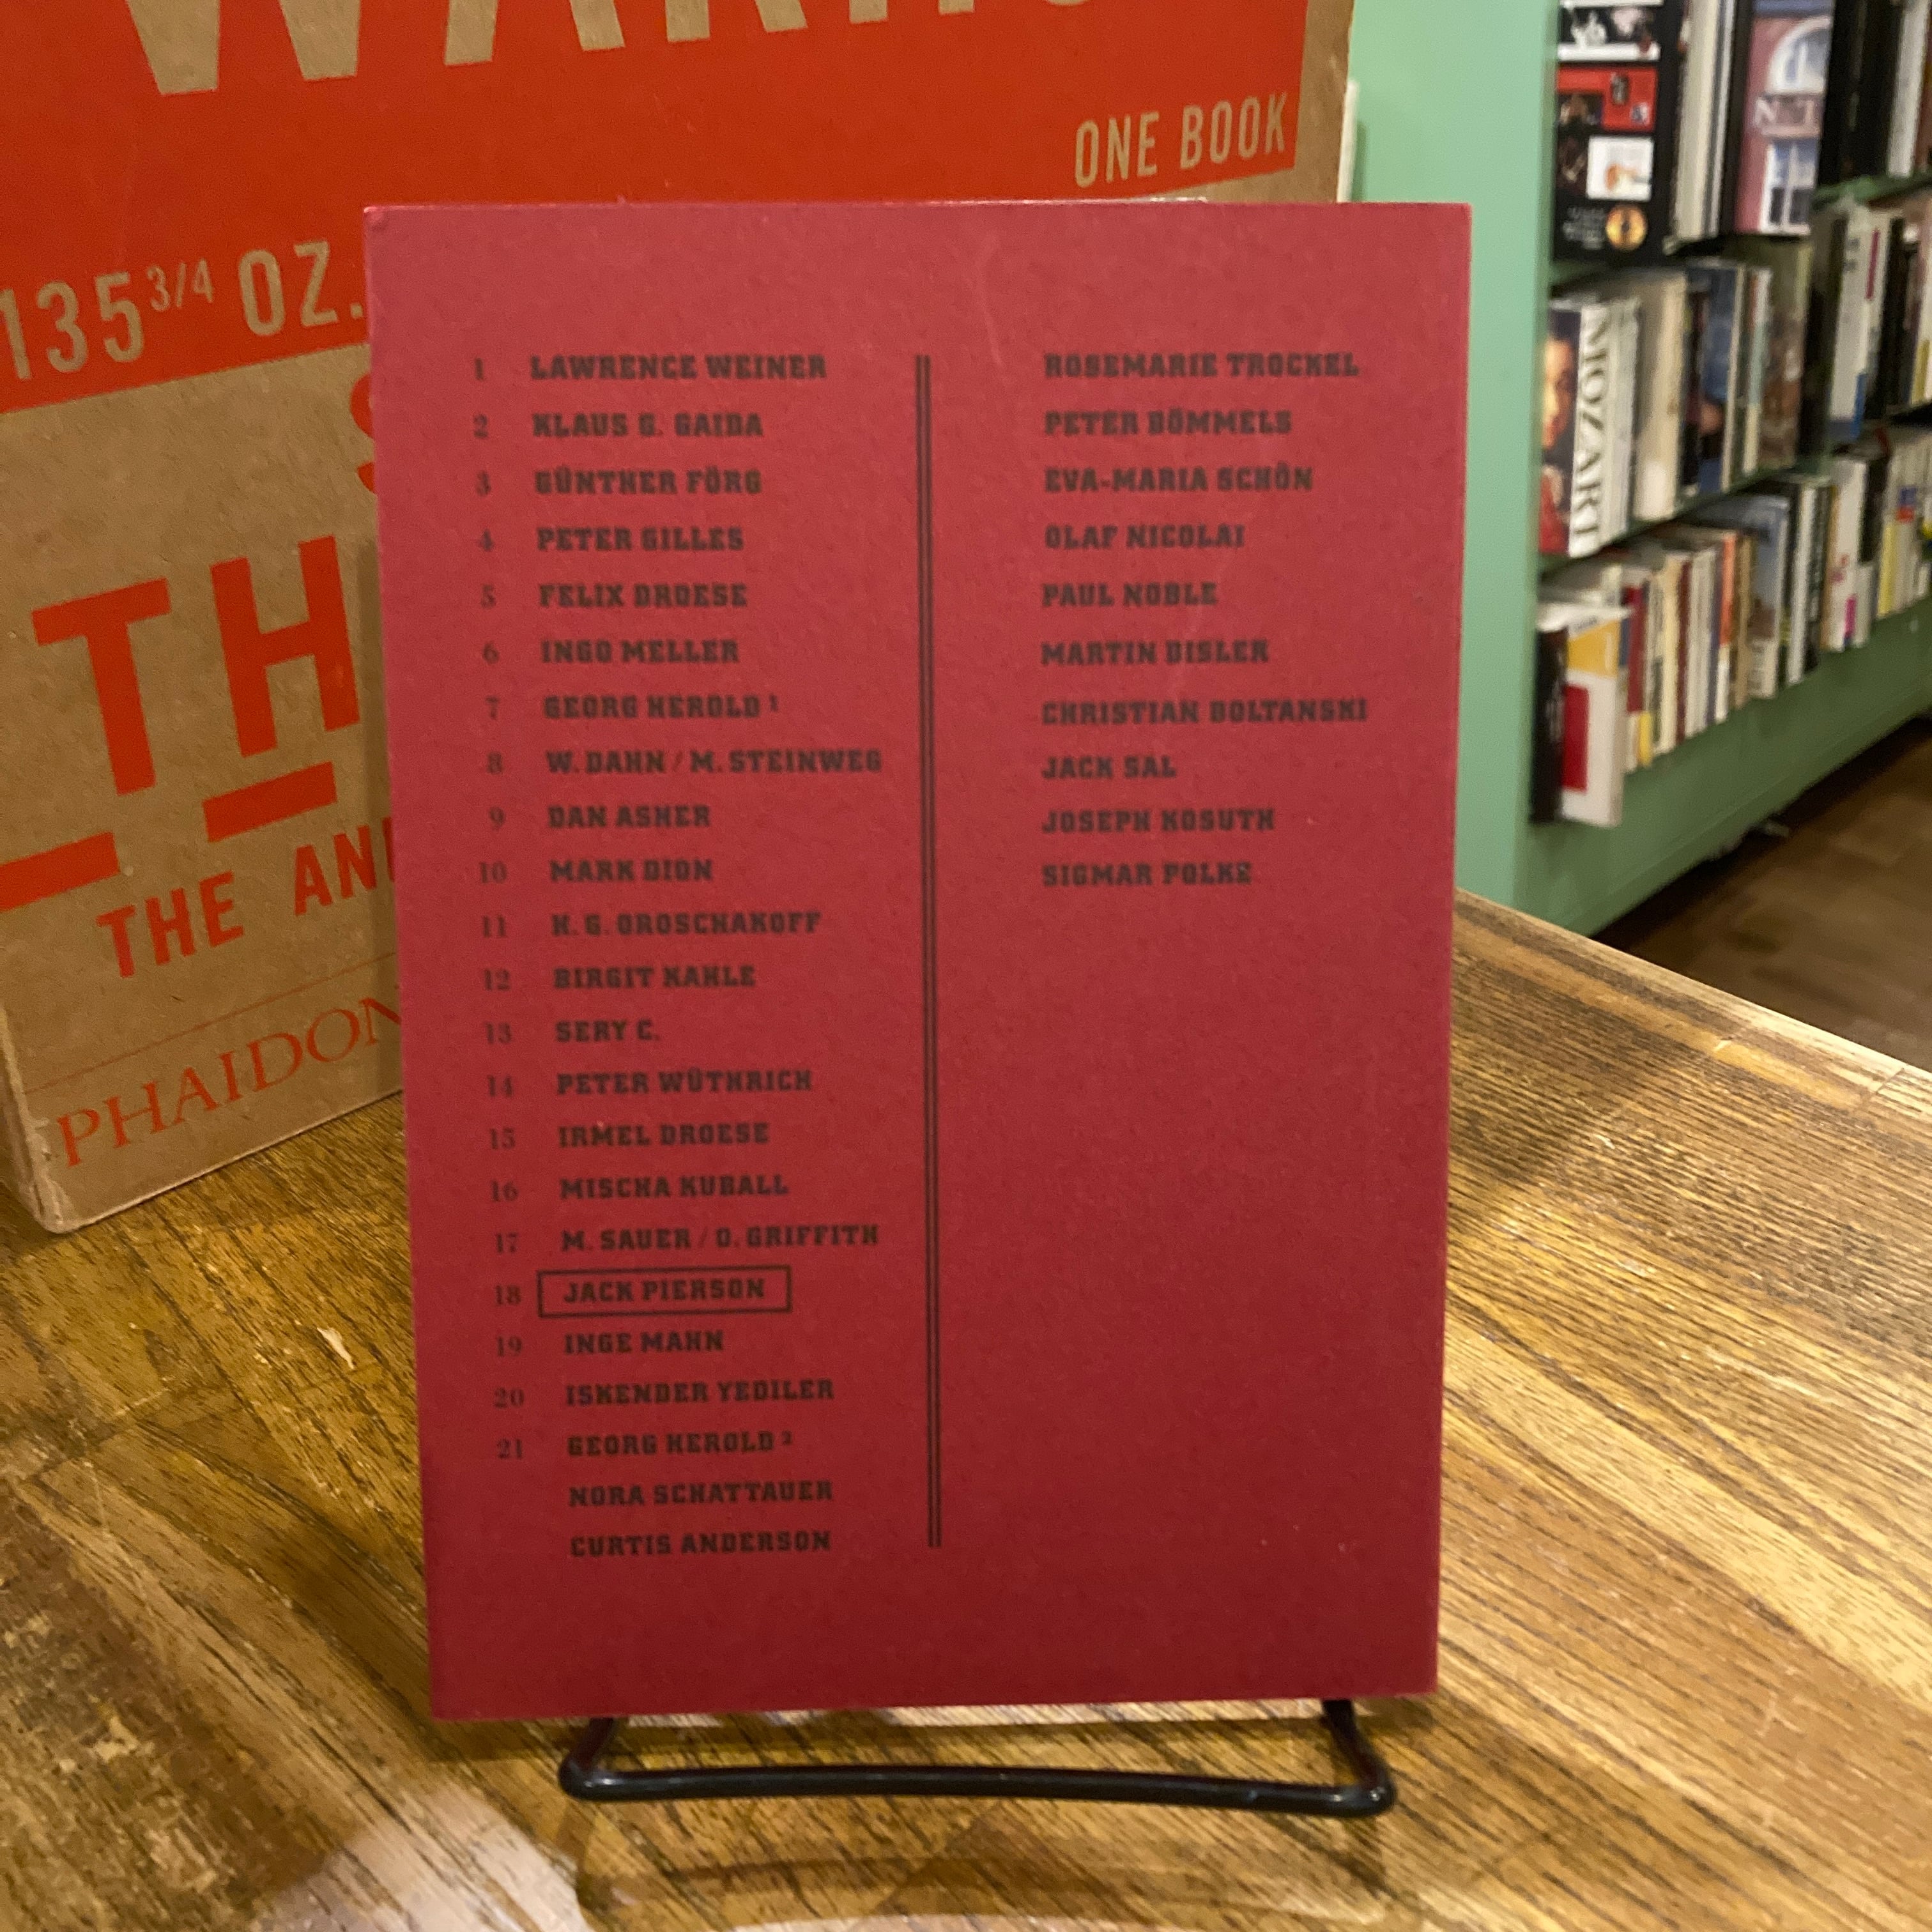 ONE BOOK
135 3/4 OZ.
TH
THE
PHAIDON
1 LAWRENCE WEINER
2 KLAUS G. GAIDA
3 GÜNTHER FÖRG
4 PETER GILLES
5 FELIX DROESE
6 INGO MELLER
7 GEORG HEROLD 1
8 W. DAHN / M. STEINWEG
9 DAN ASHER
10 MARK DION
11 H. G. OROSCHAKOFF
12 BIRGIT KAHLE
13 SERY C.
14 PETER WÜTHRICH
15 IRMEL DROESE
16 MISCHA KUBALL
17 M. SAUER / O. GRIFFITH
18 JACK PIERSON
19 INGE MAHN
20 ISKENDER YEDILER
21 GEORG HEROLD 2
NORA SCHATTAUER
CURTIS ANDERSON
ROSEMARIE TROCKEL
PETER BÖMMELS
EVA-MARIA SCHÖN
OLAF NICOLAI
PAUL NOBLE
MARTIN DISLER
CHRISTIAN BOLTANSKI
JACK SAL
JOSEPH KOSUTH
SIGMAR POLKE
MOZART